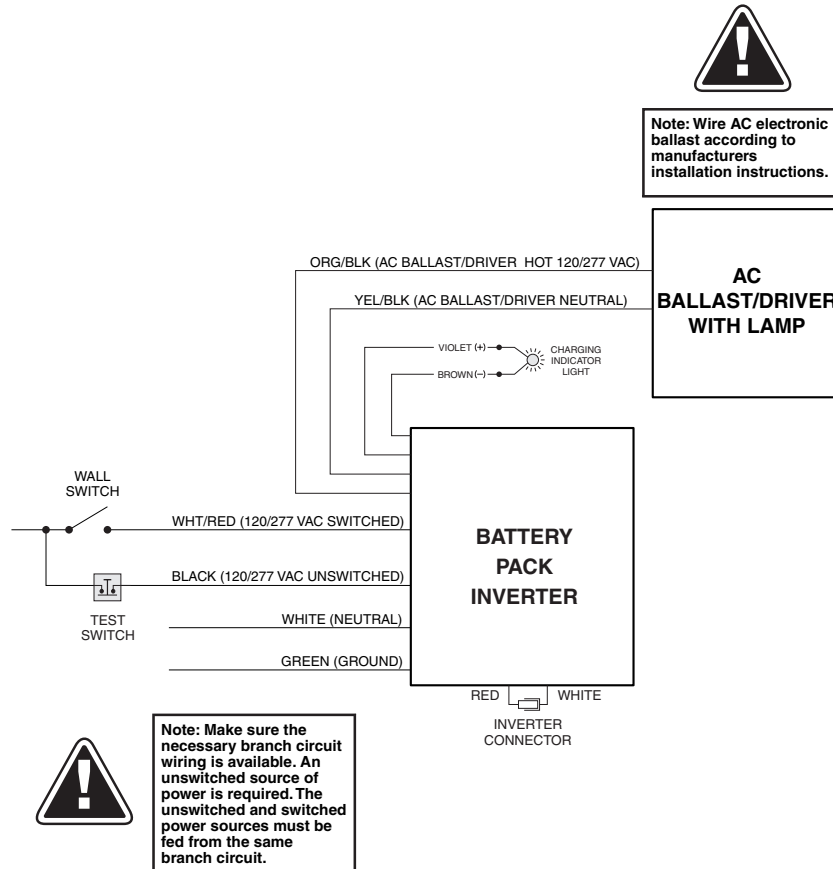 Note: Wire AC electronic
ballast according to
manufacturers
installation instructions.
ORG/BLK (AC BALLAST/DRIVER HOT 120/277 VAC)
AC
BALLAST/DRIVER
WITH LAMP
YEL/BLK (AC BALLAST/DRIVER NEUTRAL)
VIOLET (+)
CHARGING
INDICATOR
LIGHT
BROWN(−)
WALL
SWITCH
WHT/RED (120/277 VAC SWITCHED)
BATTERY
PACK
INVERTER
BLACK (120/277 VAC UNSWITCHED)
TEST
SWITCH
WHITE (NEUTRAL)
GREEN (GROUND)
RED
WHITE
INVERTER
CONNECTOR
Note: Make sure the
necessary branch circuit
wiring is available. An
unswitched source of
power is required. The
unswitched and switched
power sources must be
fed from the same
branch circuit.